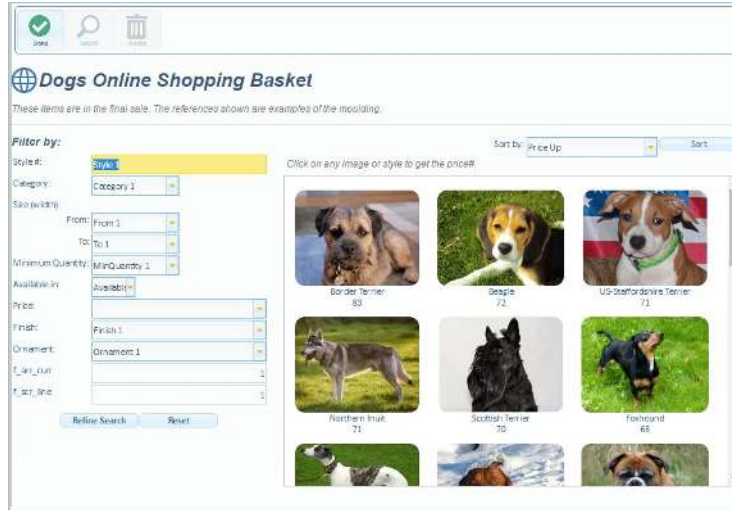 Done
Dogs Online Shopping Basket
These items are in the final sale. The references shown are examples of the moulding.
Filter by:
Sort by: Price Up Sort
Style#: Style 1
Click on any image or style to get the price#.
Category: Category 1
Size (width)
From: From 1
To: To 1
Minimum Quantity: MinQuantity 1
Available in: Available
Price:
Finish: Finish 1
Ornament: Ornament 1
f_arr_curr 1
f_scr_line 1
Refine Search Reset
Border Terrier
83
Beagle
72
US-Staffordshire Terrier
71
Northern Inuit
71
Scottish Terrier
70
Foxhound
68